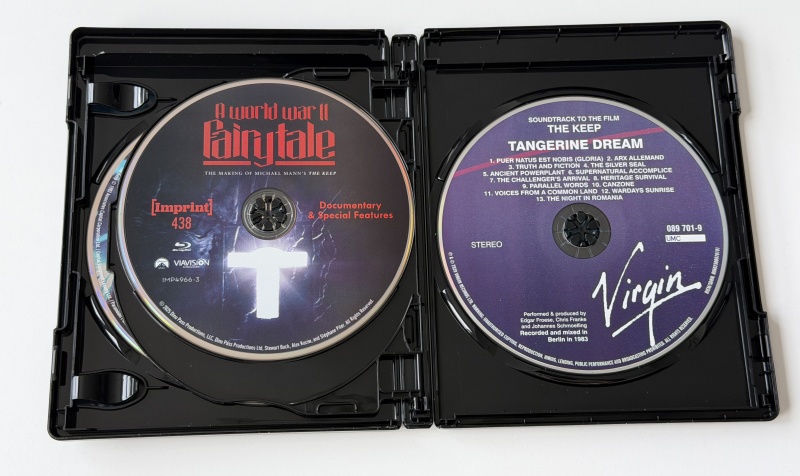 A world war II
Fairytale
THE MAKING OF MICHAEL MANN'S THE KEEP
[Imprint]
438
Documentary
& Special Features
Blu-ray
VIAVISION
IMP4966-3
SOUNDTRACK TO THE FILM
THE KEEP
TANGERINE DREAM
1. PUER NATUS EST NOBIS (GLORIA) 2. ARX ALLEMAND
3. TRUTH AND FICTION 4. THE SILVER SEAL
5. ANCIENT POWERPLANT 6. SUPERNATURAL ACCOMPLICE
7. THE CHALLENGER'S ARRIVAL 8. HERITAGE SURVIVAL
9. PARALLEL WORDS 10. CANZONE
11. VOICES FROM A COMMON LAND 12. WARDAYS SUNRISE
13. THE NIGHT IN ROMANIA
STEREO
089 701-9
UMC
Virgin
Performed & produced by
Edgar Froese, Chris Franke
and Johannes Schmoelling
Recorded and mixed in
Berlin in 1983